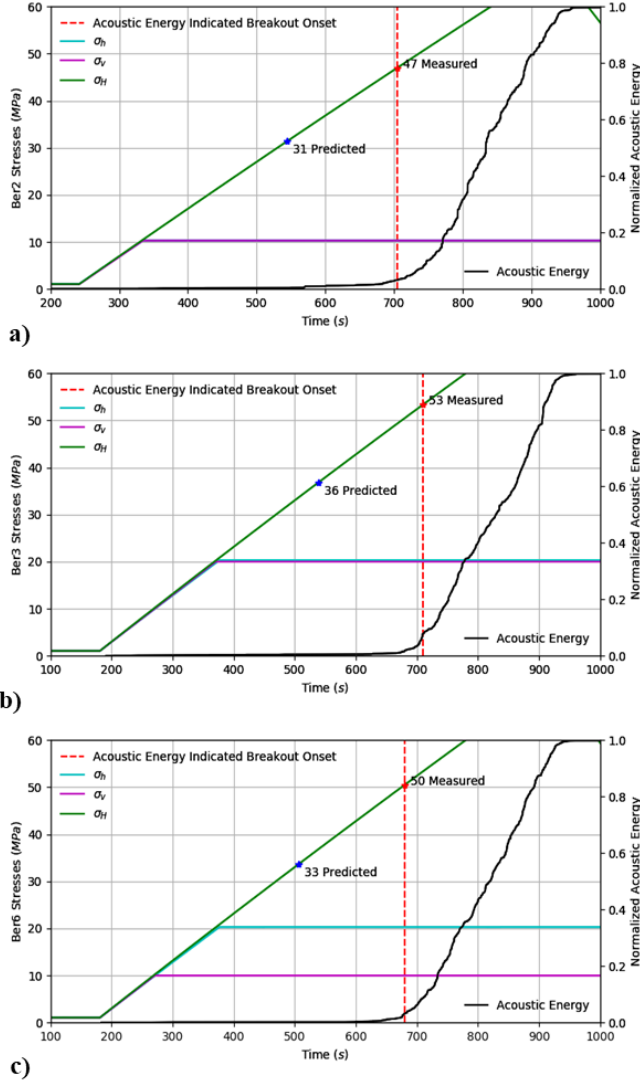 60
50
40
30
20
10
0
Ber2 Stresses (MPa)
Acoustic Energy Indicated Breakout Onset
σh
σv
σH
47 Measured
31 Predicted
Acoustic Energy
1.0
0.8
0.6
0.4
0.2
0.0
Normalized Acoustic Energy
200 300 400 500 600 700 800 900 1000
Time (s)
a)
60
50
40
30
20
10
0
Ber3 Stresses (MPa)
Acoustic Energy Indicated Breakout Onset
σh
σv
σH
53 Measured
36 Predicted
Acoustic Energy
1.0
0.8
0.6
0.4
0.2
0.0
Normalized Acoustic Energy
100 200 300 400 500 600 700 800 900 1000
Time (s)
b)
60
50
40
30
20
10
0
Ber6 Stresses (MPa)
Acoustic Energy Indicated Breakout Onset
σh
σv
σH
50 Measured
33 Predicted
Acoustic Energy
1.0
0.8
0.6
0.4
0.2
0.0
Normalized Acoustic Energy
100 200 300 400 500 600 700 800 900 1000
Time (s)
c)